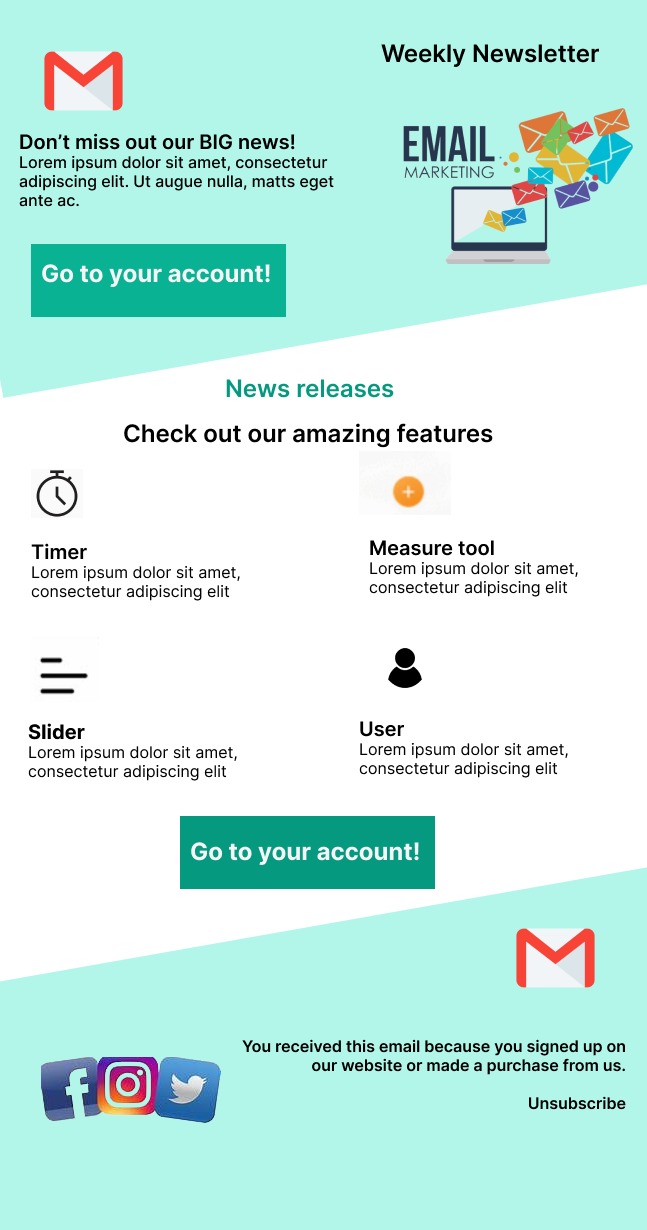 Weekly Newsletter
Don’t miss out our BIG news!
Lorem ipsum dolor sit amet, consectetur
adipiscing elit. Ut augue nulla, matts eget
ante ac.
EMAIL
MARKETING
Go to your account!
News releases
Check out our amazing features
Timer
Lorem ipsum dolor sit amet,
consectetur adipiscing elit
Measure tool
Lorem ipsum dolor sit amet,
consectetur adipiscing elit
Slider
Lorem ipsum dolor sit amet,
consectetur adipiscing elit
User
Lorem ipsum dolor sit amet,
consectetur adipiscing elit
Go to your account!
You received this email because you signed up on
our website or made a purchase from us.
Unsubscribe